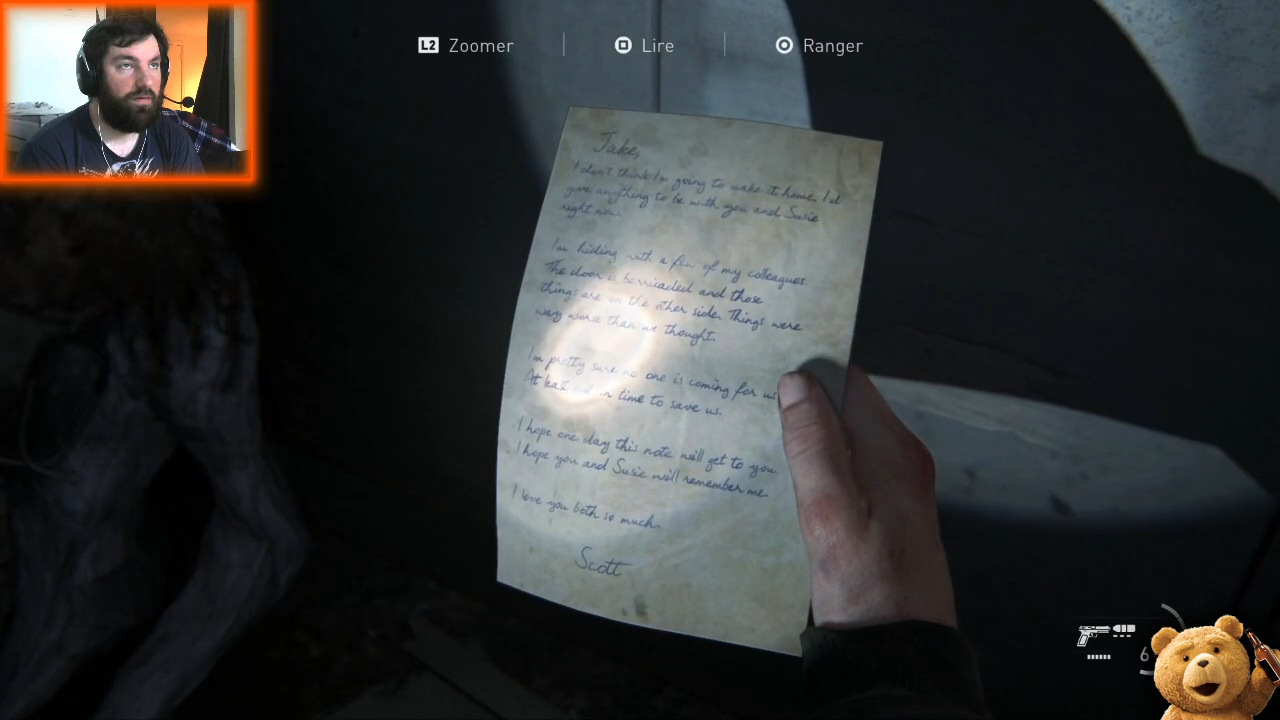 L2 Zoomer
Lire
Ranger
Jake,
I don't think I'm going to make it home. I'd
give anything to be with you and Susie
right now.
I'm hiding with a few of my colleagues.
The door is barricaded and those
things are on the other side. Things were
way worse than we thought.
I'm pretty sure no one is coming for us.
At least not in time to save us.
I hope one day this note will get to you.
I hope you and Susie will remember me.
I love you both so much.
Scott
6